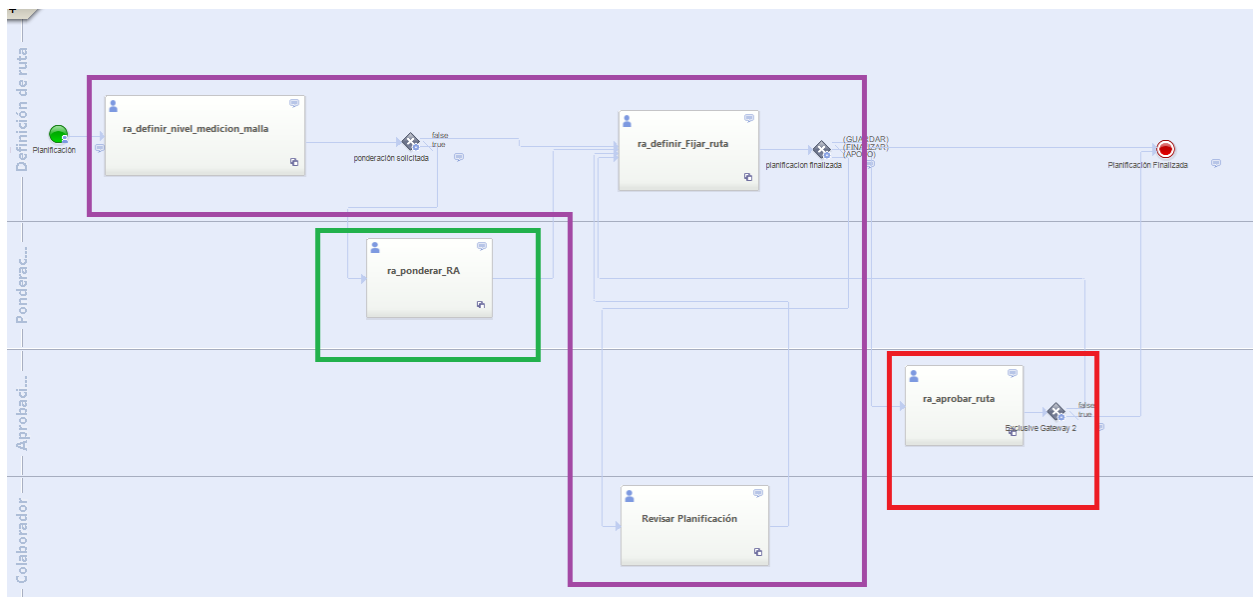 Definición de ruta
ra_definir_nivel_medicion_malla
Planificación
false
true
ponderación solicitada
ra_definir_Fijar_ruta
(GUARDAR)
(FINALIZAR)
(APOYO)
planificacion finalizada
Planificación Finalizada
Ponderac...
ra_ponderar_RA
Aprobaci...
ra_aprobar_ruta
false
true
Exclusive Gateway 2
Colaborador
Revisar Planificación